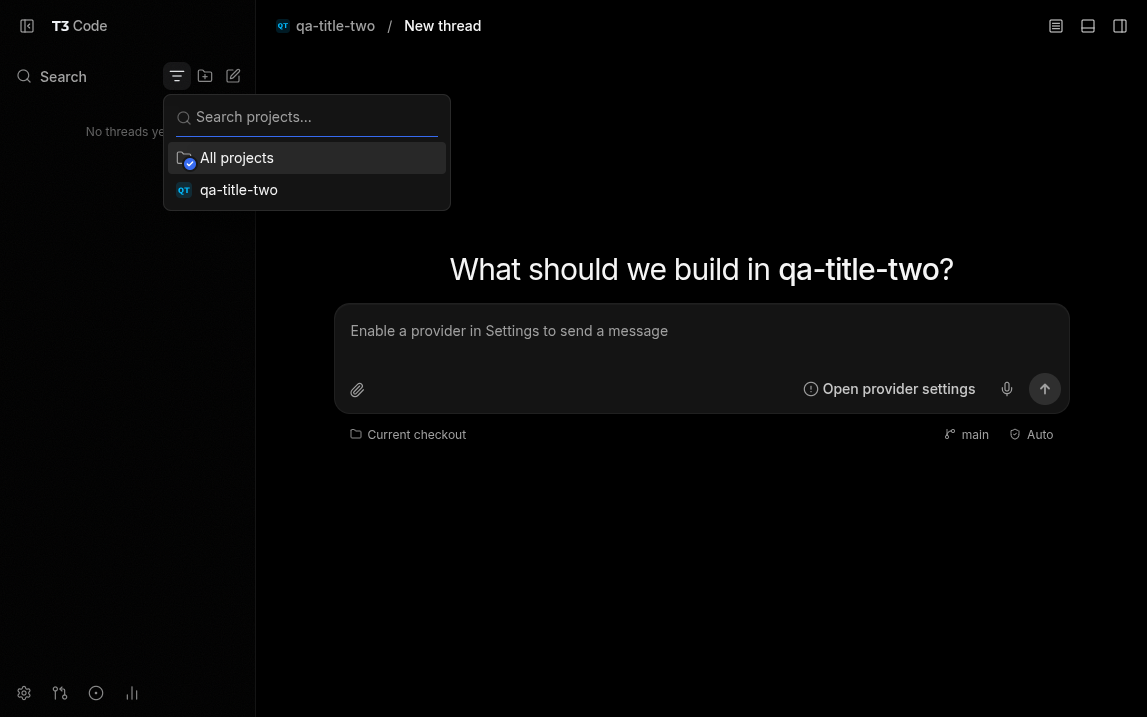 T3 Code
QT qa-title-two / New thread
Search
No threads ye
Search projects...
All projects
QT qa-title-two
What should we build in qa-title-two?
Enable a provider in Settings to send a message
Open provider settings
Current checkout
main
Auto